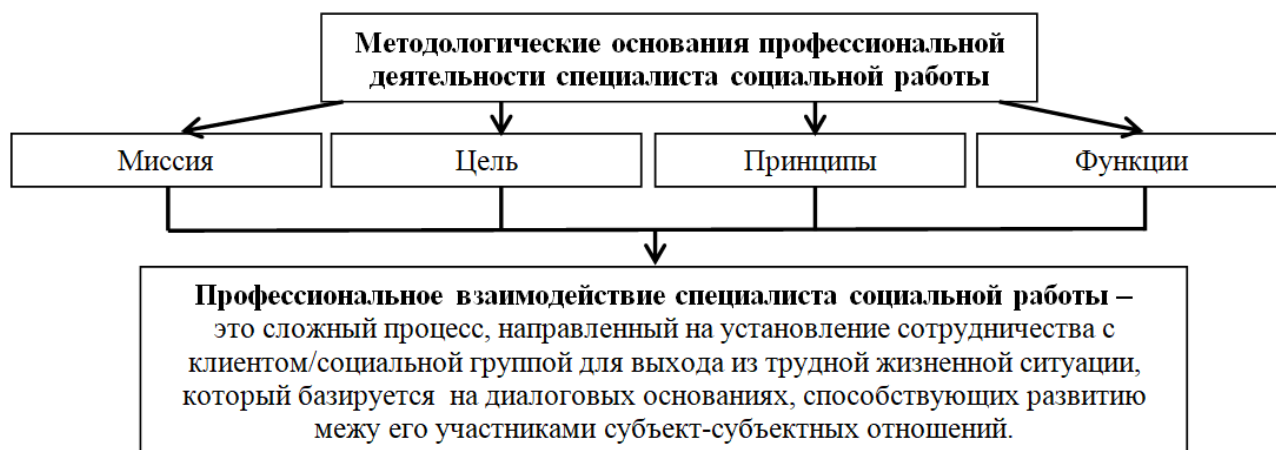 Методологические основания профессиональной
деятельности специалиста социальной работы
Миссия
Цель
Принципы
Функции
Профессиональное взаимодействие специалиста социальной работы –
это сложный процесс, направленный на установление сотрудничества с
клиентом/социальной группой для выхода из трудной жизненной ситуации,
который базируется на диалоговых основаниях, способствующих развитию
межу его участниками субъект-субъектных отношений.